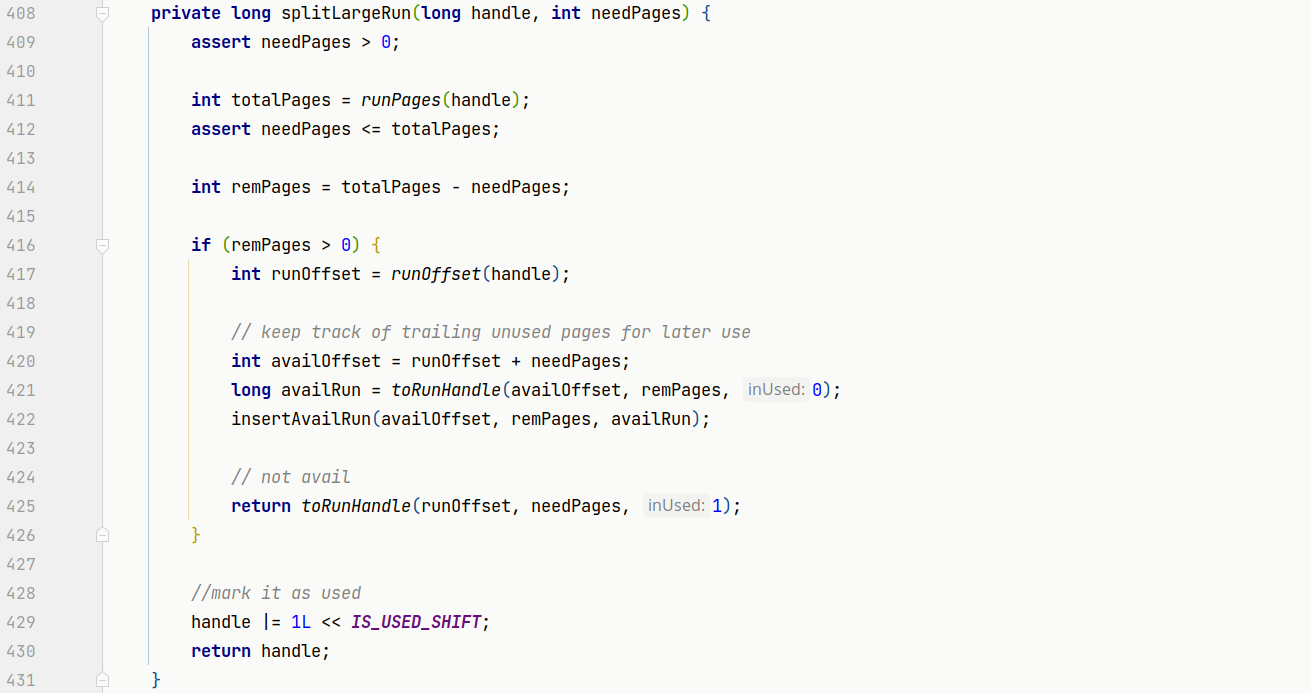 408 private long splitLargeRun(long handle, int needPages) {
409 assert needPages > 0;
410
411 int totalPages = runPages(handle);
412 assert needPages <= totalPages;
413
414 int remPages = totalPages - needPages;
415
416 if (remPages > 0) {
417 int runOffset = runOffset(handle);
418
419 // keep track of trailing unused pages for later use
420 int availOffset = runOffset + needPages;
421 long availRun = toRunHandle(availOffset, remPages, inUsed: 0);
422 insertAvailRun(availOffset, remPages, availRun);
423
424 // not avail
425 return toRunHandle(runOffset, needPages, inUsed: 1);
426 }
427
428 //mark it as used
429 handle |= 1L << IS_USED_SHIFT;
430 return handle;
431 }